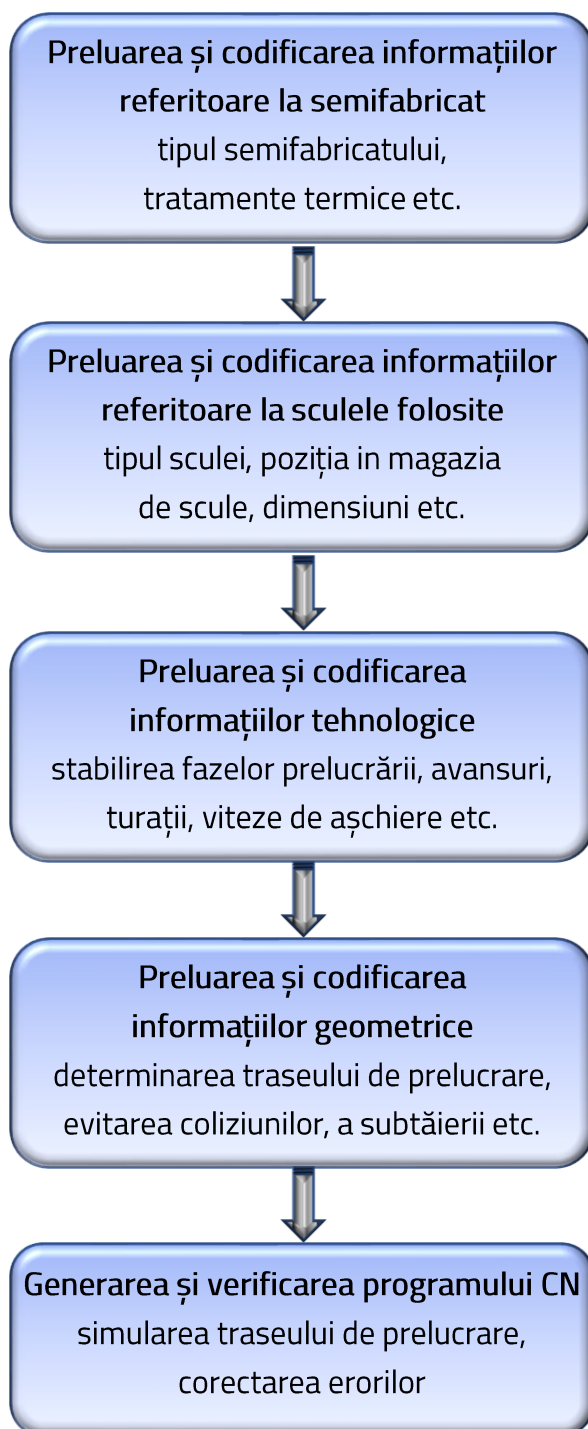 Preluarea și codificarea informațiilor
referitoare la semifabricat
tipul semifabricatului,
tratamente termice etc.
Preluarea și codificarea informațiilor
referitoare la sculele folosite
tipul sculei, poziția in magazia
de scule, dimensiuni etc.
Preluarea și codificarea
informațiilor tehnologice
stabilirea fazelor prelucrării, avansuri,
turații, viteze de așchiere etc.
Preluarea și codificarea
informațiilor geometrice
determinarea traseului de prelucrare,
evitarea coliziunilor, a subtăierii etc.
Generarea și verificarea programului CN
simularea traseului de prelucrare,
corectarea erorilor